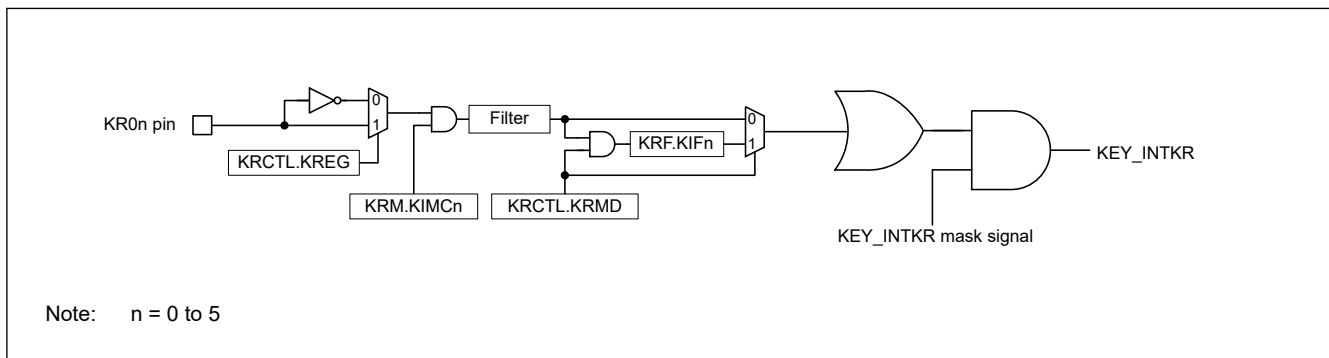 KR0n pin
0
1
KRCTL.KREG
KRM.KIMCn
Filter
KRF.KIFn
KRCTL.KRMD
0
1
KEY_INTKR
KEY_INTKR mask signal
Note: n = 0 to 5